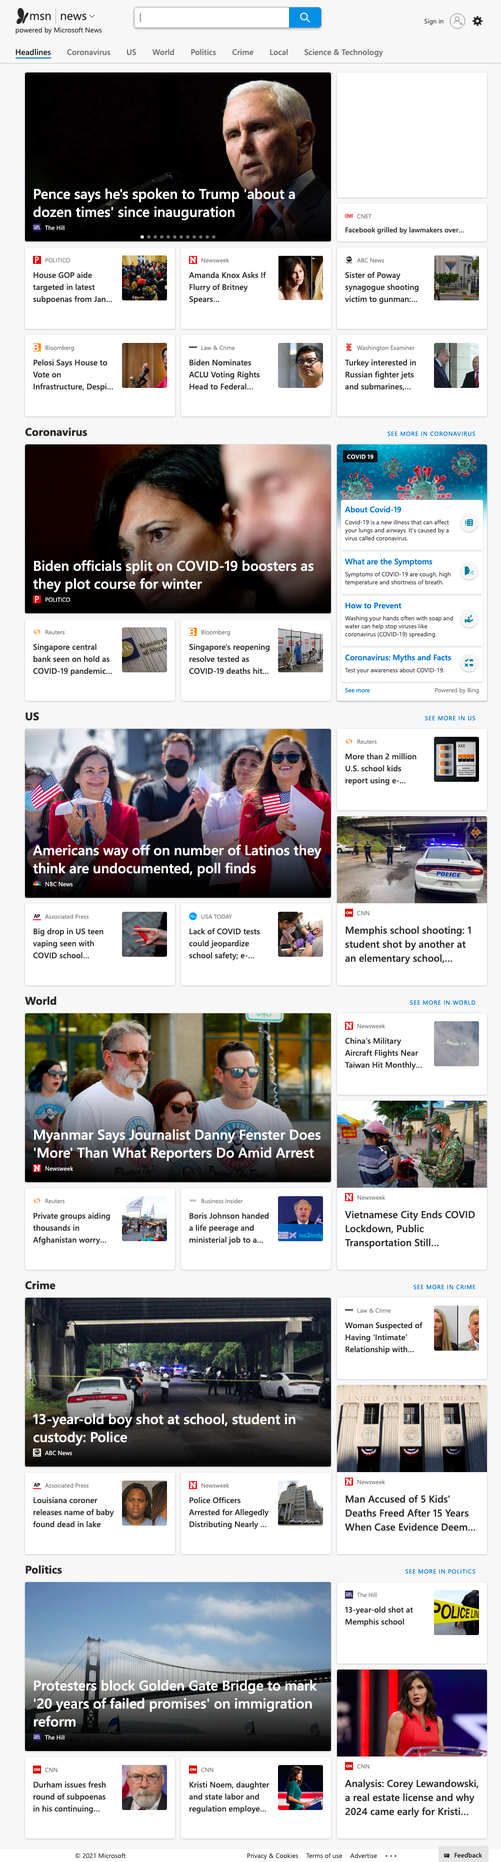 msn | news
powered by Microsoft News
Sign in
Headlines
Coronavirus
US
World
Politics
Crime
Local
Science & Technology
Pence says he's spoken to Trump 'about a
dozen times' since inauguration
The Hill
CNET
Facebook grilled by lawmakers over...
POLITICO
House GOP aide
targeted in latest
subpoenas from Jan...
Newsweek
Amanda Knox Asks If
Flurry of Britney
Spears...
ABC News
Sister of Poway
synagogue shooting
victim to gunman:...
Bloomberg
Pelosi Says House to
Vote on
Infrastructure, Despi...
Law & Crime
Biden Nominates
ACLU Voting Rights
Head to Federal...
Washington Examiner
Turkey interested in
Russian fighter jets
and submarines,...
Coronavirus
SEE MORE IN CORONAVIRUS
Biden officials split on COVID-19 boosters as
they plot course for winter
POLITICO
COVID 19
About Covid-19
Covid-19 is a new illness that can affect
your lungs and airways. It's caused by a
virus called coronavirus.
What are the Symptoms
Symptoms of COVID-19 are cough, high
temperature and shortness of breath.
How to Prevent
Washing your hands often with soap and
water can help stop viruses like
coronavirus (COVID-19) spreading.
Coronavirus: Myths and Facts
Test your awareness about COVID-19.
See more
Powered by Bing
Reuters
Singapore central
bank seen on hold as
COVID-19 pandemic...
Bloomberg
Singapore's reopening
resolve tested as
COVID-19 deaths hit...
US
SEE MORE IN US
Americans way off on number of Latinos they
think are undocumented, poll finds
NBC News
Reuters
More than 2 million
U.S. school kids
report using e-...
POLICE
CNN
Memphis school shooting: 1
student shot by another at
an elementary school,...
Associated Press
Big drop in US teen
vaping seen with
COVID school...
USA TODAY
Lack of COVID tests
could jeopardize
school safety; e-...
World
SEE MORE IN WORLD
Myanmar Says Journalist Danny Fenster Does
'More' Than What Reporters Do Amid Arrest
Newsweek
Newsweek
China's Military
Aircraft Flights Near
Taiwan Hit Monthly...
Newsweek
Vietnamese City Ends COVID
Lockdown, Public
Transportation Still...
Reuters
Private groups aiding
thousands in
Afghanistan worry...
Business Insider
Boris Johnson handed
a life peerage and
ministerial job to a...
Crime
SEE MORE IN CRIME
13-year-old boy shot at school, student in
custody: Police
ABC News
Law & Crime
Woman Suspected of
Having 'Intimate'
Relationship with...
UNITED STATES OF AMERICA
Newsweek
Man Accused of 5 Kids'
Deaths Freed After 15 Years
When Case Evidence Deem...
Associated Press
Louisiana coroner
releases name of baby
found dead in lake
Newsweek
Police Officers
Arrested for Allegedly
Distributing Nearly ...
Politics
SEE MORE IN POLITICS
Protesters block Golden Gate Bridge to mark
'20 years of failed promises' on immigration
reform
The Hill
The Hill
13-year-old shot at
Memphis school
POLICE LINE
CNN
Analysis: Corey Lewandowski,
a real estate license and why
2024 came early for Kristi...
CNN
Durham issues fresh
round of subpoenas
in his continuing...
CNN
Kristi Noem, daughter
and state labor and
regulation employe...
© 2021 Microsoft
Privacy & Cookies
Terms of use
Advertise
Feedback